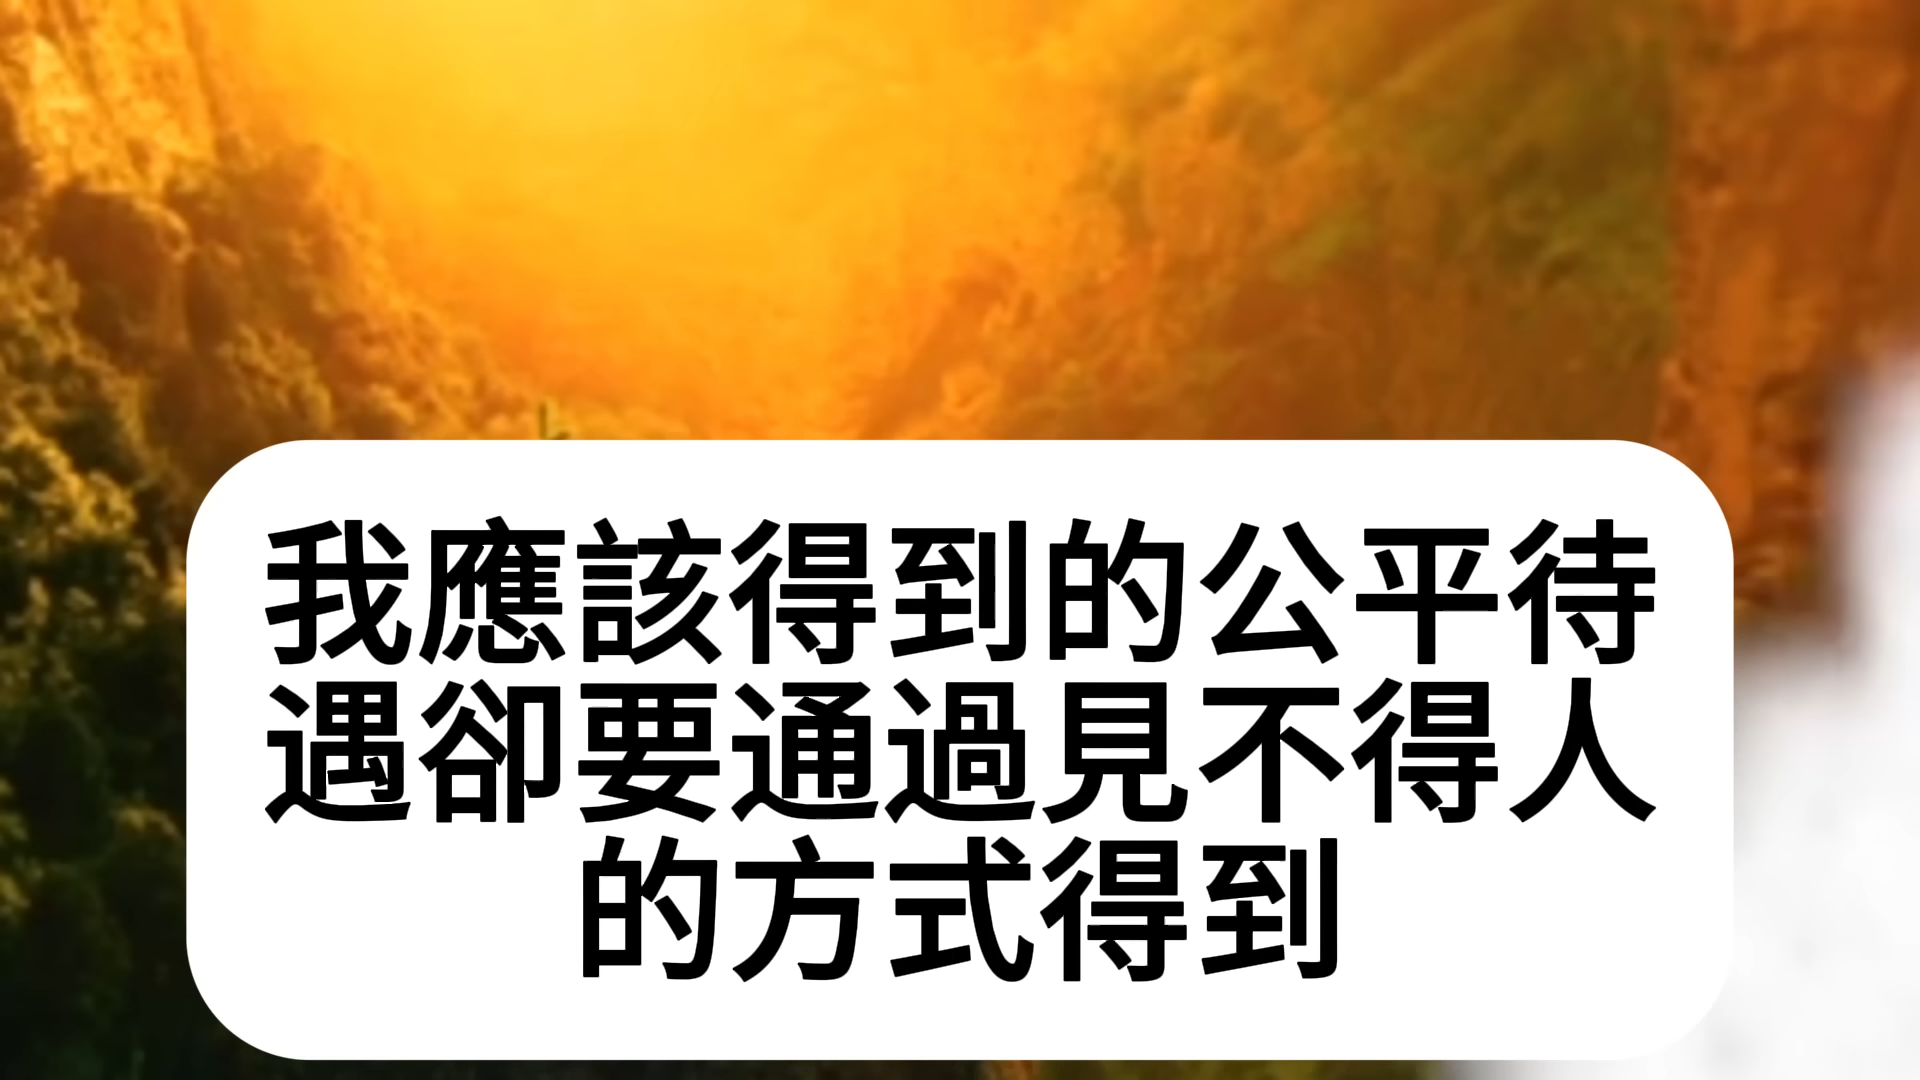 我應該得到的公平待
遇卻要通過見不得人
的方式得到